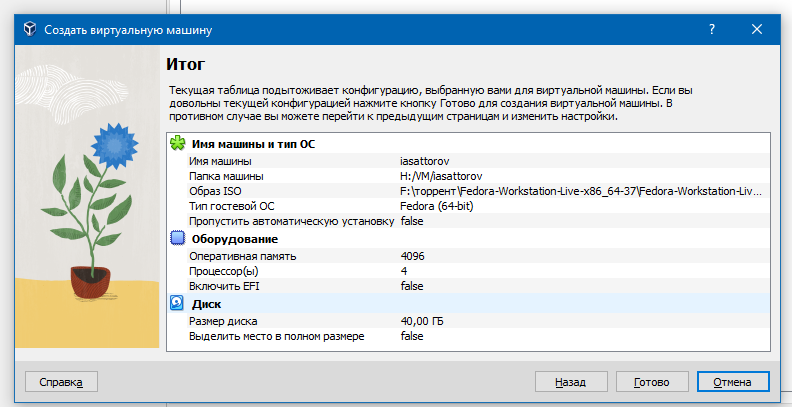 Создать виртуальную машину
?
Итог
Текущая таблица подытоживает конфигурацию, выбранную вами для виртуальной машины. Если вы
довольны текущей конфигурацией нажмите кнопку Готово для создания виртуальной машины. В
противном случае вы можете перейти к предыдущим страницам и изменить настройки.
Имя машины и тип ОС
Имя машины iasattorov
Папка машины H:/VM/iasattorov
Образ ISO F:\торрент\Fedora-Workstation-Live-x86_64-37\Fedora-Workstation-Liv...
Тип гостевой ОС Fedora (64-bit)
Пропустить автоматическую установку false
Оборудование
Оперативная память 4096
Процессор(ы) 4
Включить EFI false
Диск
Размер диска 40,00 ГБ
Выделить место в полном размере false
Справка Назад Готово Отмена